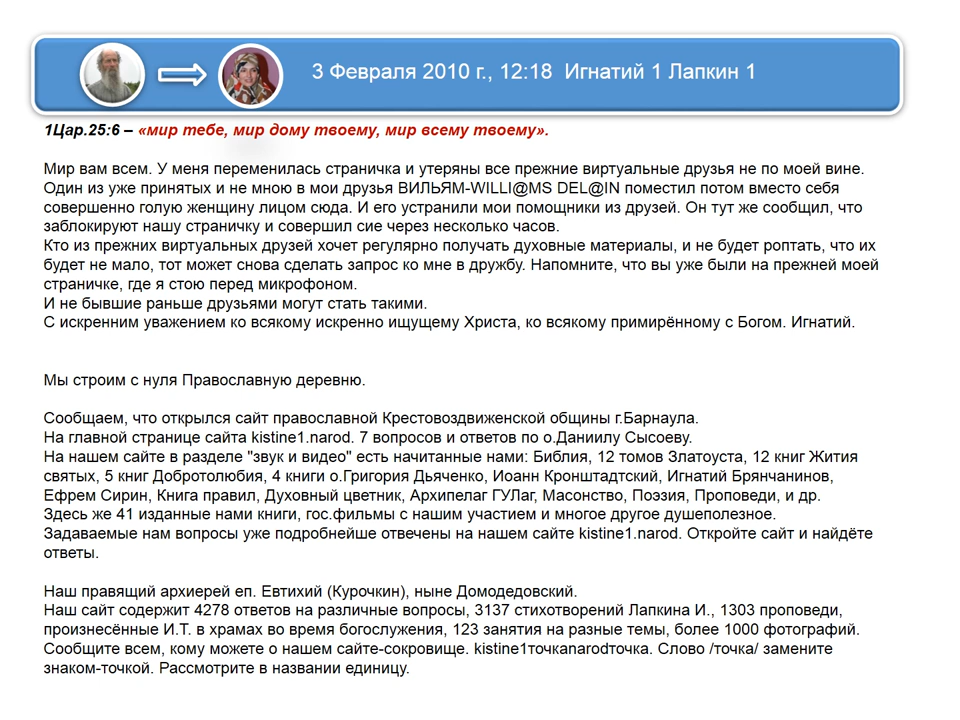 3 Февраля 2010 г., 12:18  Игнатий 1 Лапкин 1
1Цар.25:6 – «мир тебе, мир дому твоему, мир всему твоему».
Мир вам всем. У меня переменилась страничка и утеряны все прежние виртуальные друзья не по моей вине.
Один из уже принятых и не мною в мои друзья ВИЛЬЯМ-WILLI@MS DEL@IN поместил потом вместо себя
совершенно голую женщину лицом сюда. И его устранили мои помощники из друзей. Он тут же сообщил, что
заблокируют нашу страничку и совершил сие через несколько часов.
Кто из прежних виртуальных друзей хочет регулярно получать духовные материалы, и не будет роптать, что их
будет не мало, тот может снова сделать запрос ко мне в дружбу. Напомните, что вы уже были на прежней моей
страничке, где я стою перед микрофоном.
И не бывшие раньше друзьями могут стать такими.
С искренним уважением ко всякому искренно ищущему Христа, ко всякому примирённому с Богом. Игнатий.
Мы строим с нуля Православную деревню.
Сообщаем, что открылся сайт православной Крестовоздвиженской общины г.Барнаула.
На главной странице сайта kistine1.narod. 7 вопросов и ответов по о.Даниилу Сысоеву.
На нашем сайте в разделе "звук и видео" есть начитанные нами: Библия, 12 томов Златоуста, 12 книг Жития
святых, 5 книг Добротолюбия, 4 книги о.Григория Дьяченко, Иоанн Кронштадтский, Игнатий Брянчанинов,
Ефрем Сирин, Книга правил, Духовный цветник, Архипелаг ГУЛаг, Масонство, Поэзия, Проповеди, и др.
Здесь же 41 изданные нами книги, гос.фильмы с нашим участием и многое другое душеполезное.
Задаваемые нам вопросы уже подробнейше отвечены на нашем сайте kistine1.narod. Откройте сайт и найдёте
ответы.
Наш правящий архиерей еп. Евтихий (Курочкин), ныне Домодедовский.
Наш сайт содержит 4278 ответов на различные вопросы, 3137 стихотворений Лапкина И., 1303 проповеди,
произнесённые И.Т. в храмах во время богослужения, 123 занятия на разные темы, более 1000 фотографий.
Сообщите всем, кому можете о нашем сайте-сокровище. kistine1точкаnarodточка. Слово /точка/ замените
знаком-точкой. Рассмотрите в названии единицу.